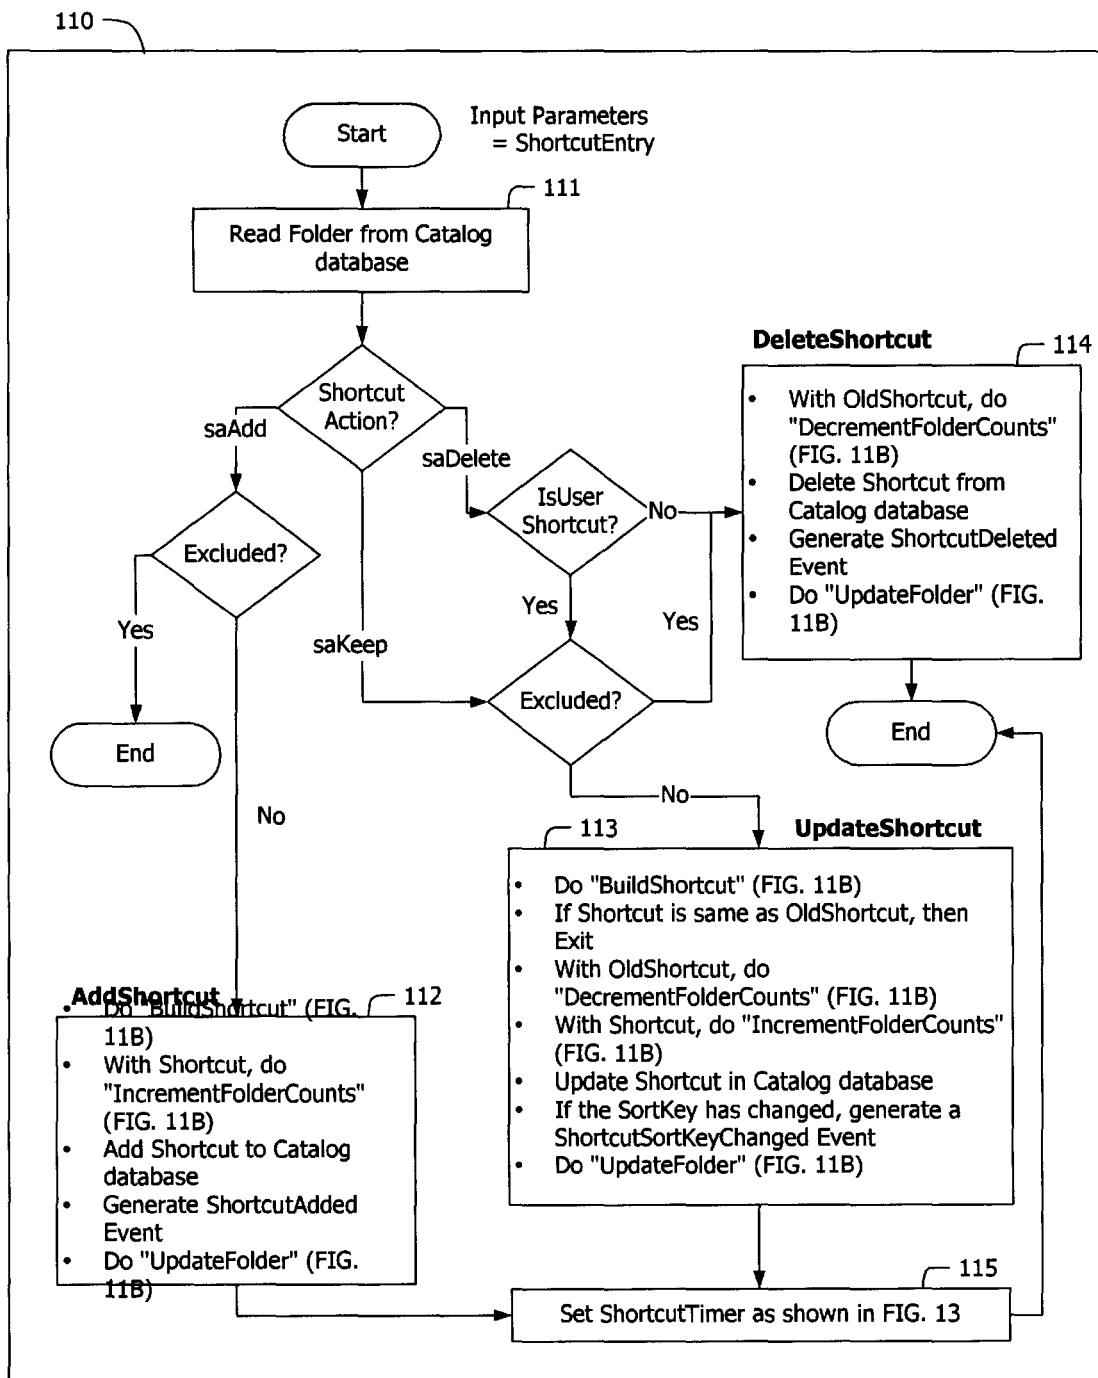 110
Start
Input Parameters
= ShortcutEntry
111
Read Folder from Catalog
database
Shortcut
Action?
saAdd
saDelete
saKeep
IsUser
Shortcut?
No
Yes
Yes
Excluded?
Yes
No
End
Excluded?
No
DeleteShortcut
114
• With OldShortcut, do
"DecrementFolderCounts"
(FIG. 11B)
• Delete Shortcut from
Catalog database
• Generate ShortcutDeleted
Event
• Do "UpdateFolder" (FIG.
11B)
End
113
UpdateShortcut
• Do "BuildShortcut" (FIG. 11B)
• If Shortcut is same as OldShortcut, then
Exit
• With OldShortcut, do
"DecrementFolderCounts" (FIG. 11B)
• With Shortcut, do "IncrementFolderCounts"
(FIG. 11B)
• Update Shortcut in Catalog database
• If the SortKey has changed, generate a
ShortcutSortKeyChanged Event
• Do "UpdateFolder" (FIG. 11B)
AddShortcut
112
• Do "BuildShortcut" (FIG.
11B)
• With Shortcut, do
"IncrementFolderCounts"
(FIG. 11B)
• Add Shortcut to Catalog
database
• Generate ShortcutAdded
Event
• Do "UpdateFolder" (FIG.
11B)
115
Set ShortcutTimer as shown in FIG. 13